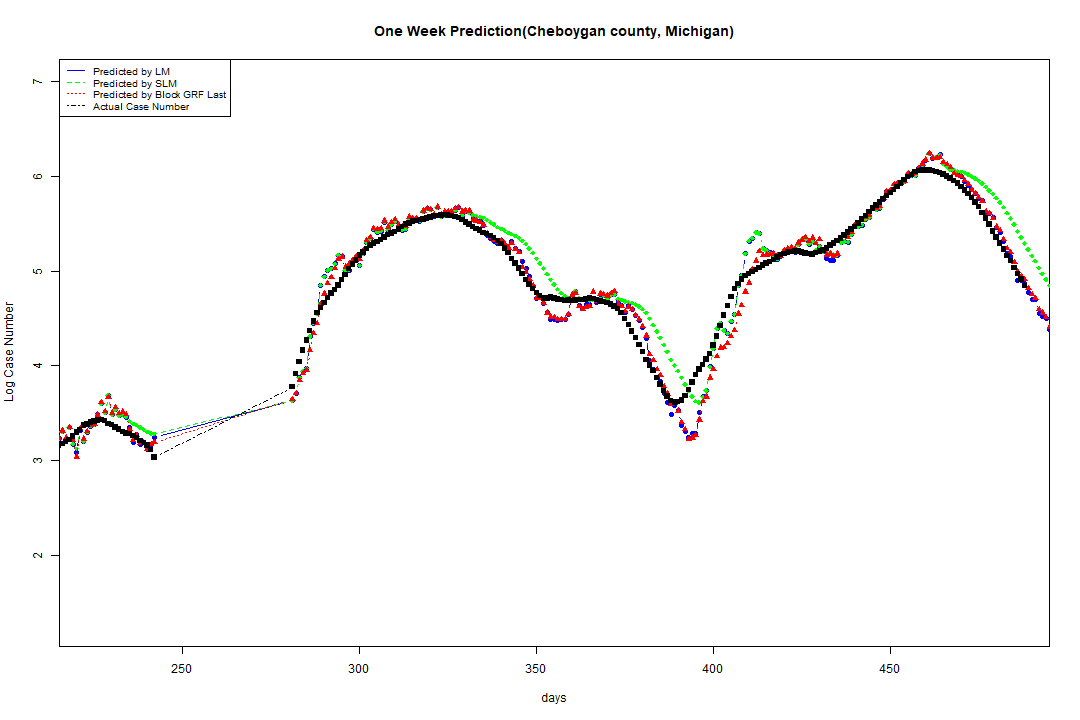 One Week Prediction(Cheboygan county, Michigan)
Predicted by LM
Predicted by SLM
Predicted by Block GRF Last
Actual Case Number
7
6
5
4
3
2
Log Case Number
250 300 350 400 450
days